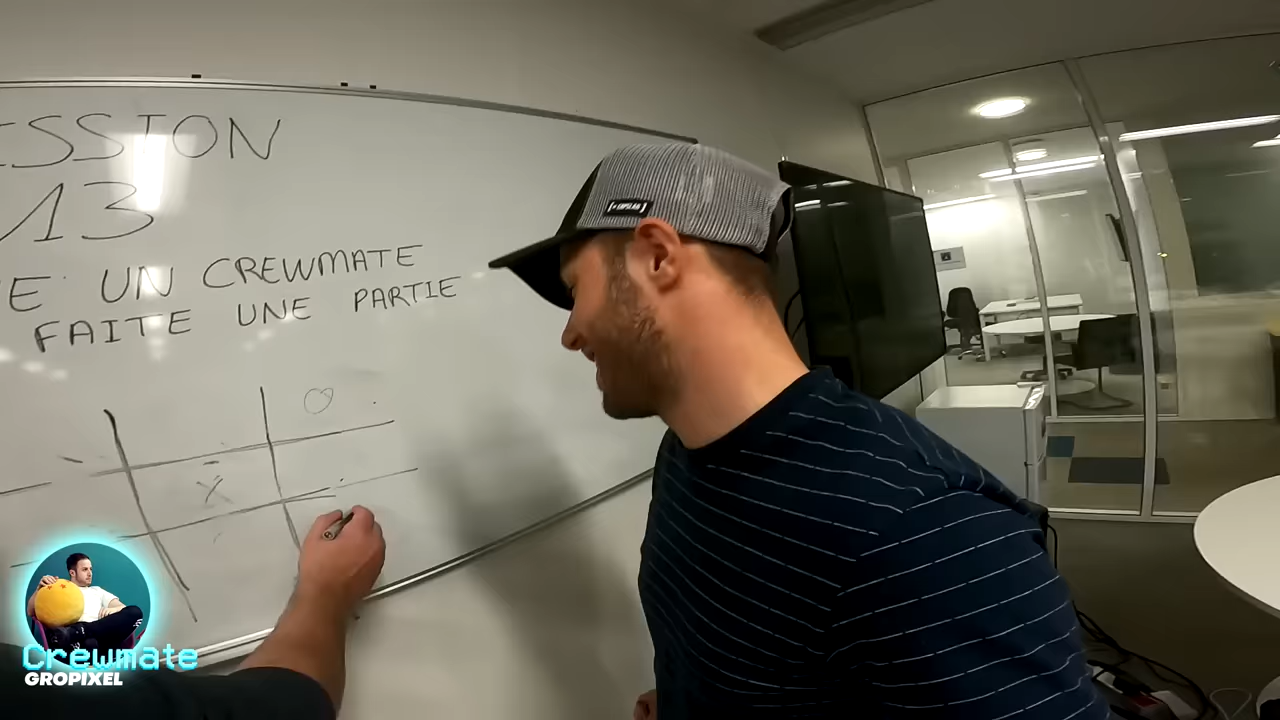 ISSION
13
E UN CREWMATE
FAITE UNE PARTIE
O
X
Crewmate
GROPIXEL